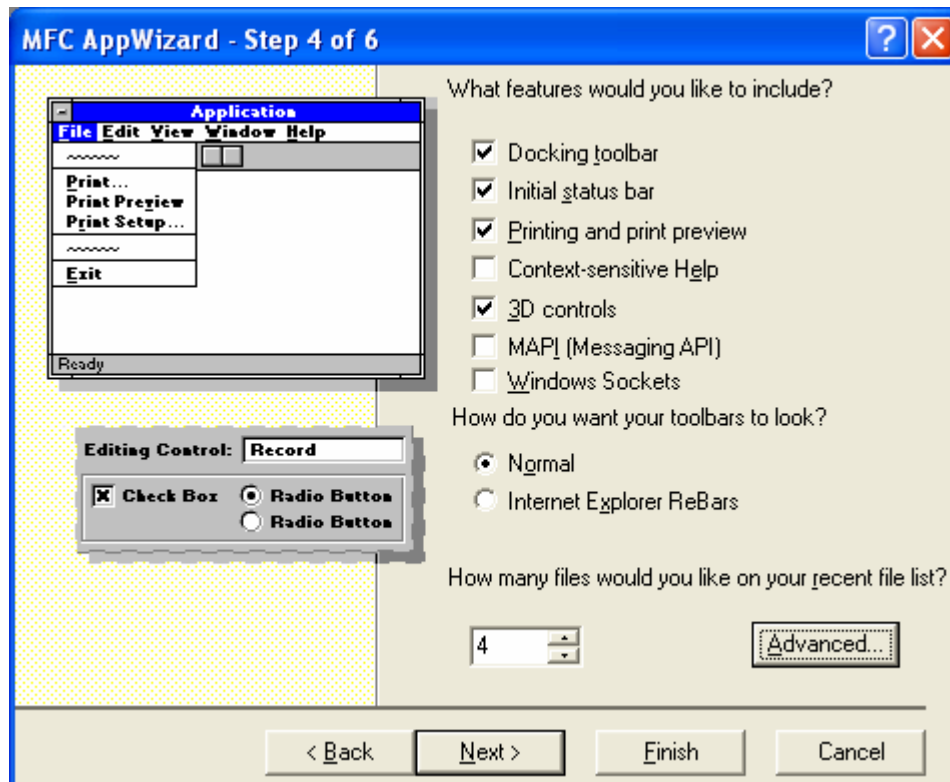 MFC AppWizard - Step 4 of 6
Application
File Edit View Window Help
Print...
Print Preview
Print Setup...
Exit
Ready
Editing Control: Record
Check Box
Radio Button
Radio Button
What features would you like to include?
Docking toolbar
Initial status bar
Printing and print preview
Context-sensitive Help
3D controls
MAPI (Messaging API)
Windows Sockets
How do you want your toolbars to look?
Normal
Internet Explorer ReBars
How many files would you like on your recent file list?
4
Advanced...
< Back
Next >
Finish
Cancel